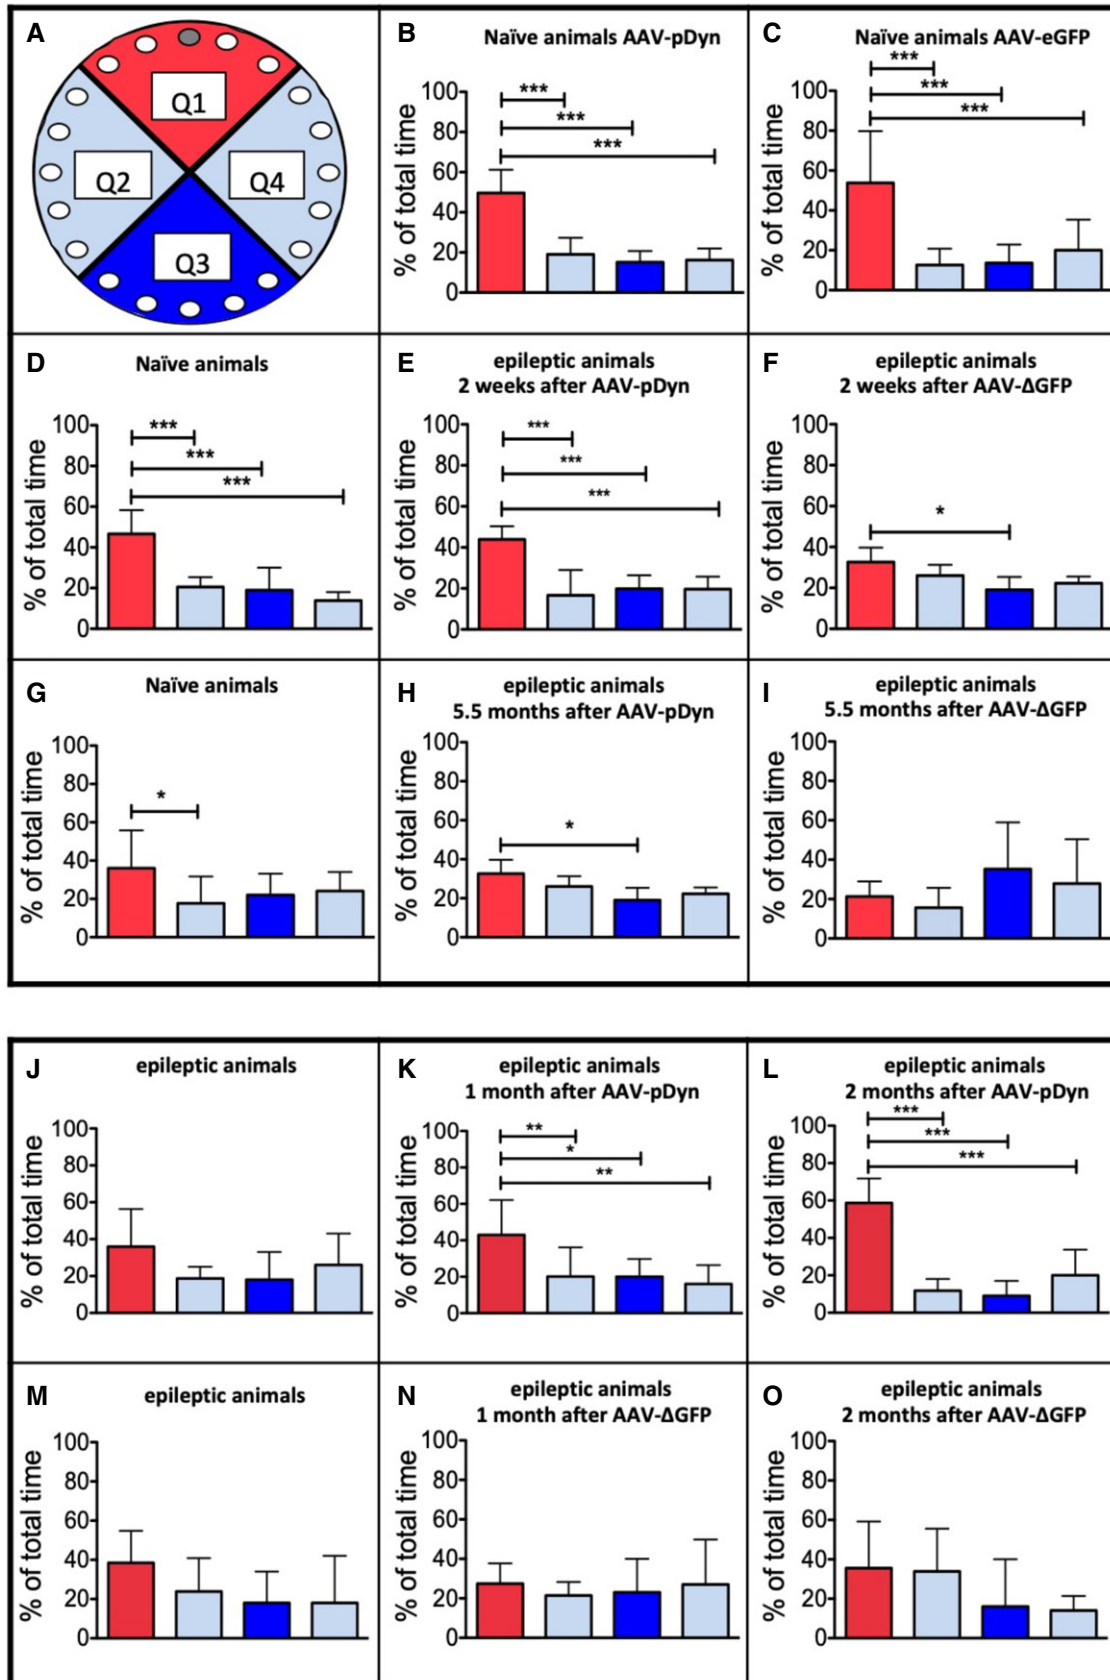 A
Q1
Q2
Q4
Q3
B
Naïve animals AAV-pDyn
% of total time
100
80
60
40
20
0
***
***
***
C
Naïve animals AAV-eGFP
% of total time
100
80
60
40
20
0
***
***
***
D
Naïve animals
% of total time
100
80
60
40
20
0
***
***
***
E
epileptic animals
2 weeks after AAV-pDyn
% of total time
100
80
60
40
20
0
***
***
***
F
epileptic animals
2 weeks after AAV-ΔGFP
% of total time
100
80
60
40
20
0
*
G
Naïve animals
% of total time
100
80
60
40
20
0
*
H
epileptic animals
5.5 months after AAV-pDyn
% of total time
100
80
60
40
20
0
*
I
epileptic animals
5.5 months after AAV-ΔGFP
% of total time
100
80
60
40
20
0
J
epileptic animals
% of total time
100
80
60
40
20
0
K
epileptic animals
1 month after AAV-pDyn
% of total time
100
80
60
40
20
0
**
*
**
L
epileptic animals
2 months after AAV-pDyn
% of total time
100
80
60
40
20
0
***
***
***
M
epileptic animals
% of total time
100
80
60
40
20
0
N
epileptic animals
1 month after AAV-ΔGFP
% of total time
100
80
60
40
20
0
O
epileptic animals
2 months after AAV-ΔGFP
% of total time
100
80
60
40
20
0